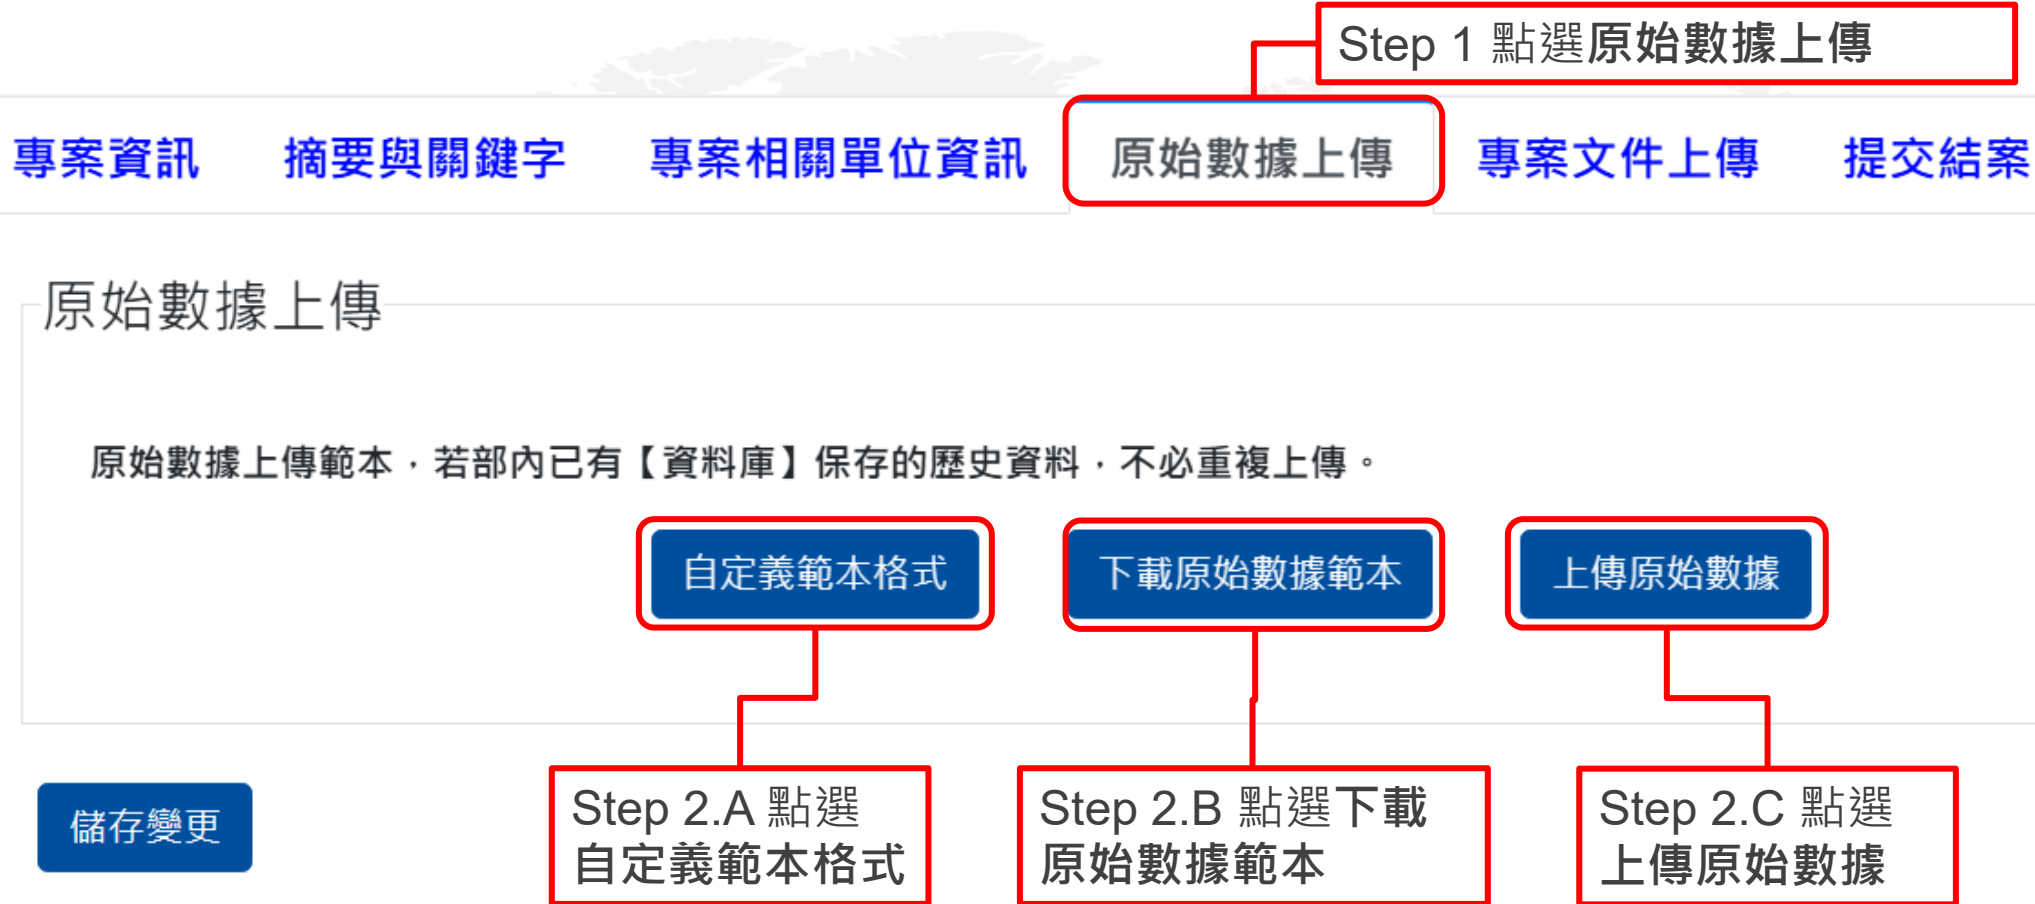 Step 1 點選原始數據上傳
專案資訊 摘要與關鍵字 專案相關單位資訊 原始數據上傳 專案文件上傳 提交結案
原始數據上傳
原始數據上傳範本，若部內已有【資料庫】保存的歷史資料，不必重複上傳。
自定義範本格式 下載原始數據範本 上傳原始數據
Step 2.A 點選
自定義範本格式
Step 2.B 點選下載
原始數據範本
Step 2.C 點選
上傳原始數據
儲存變更